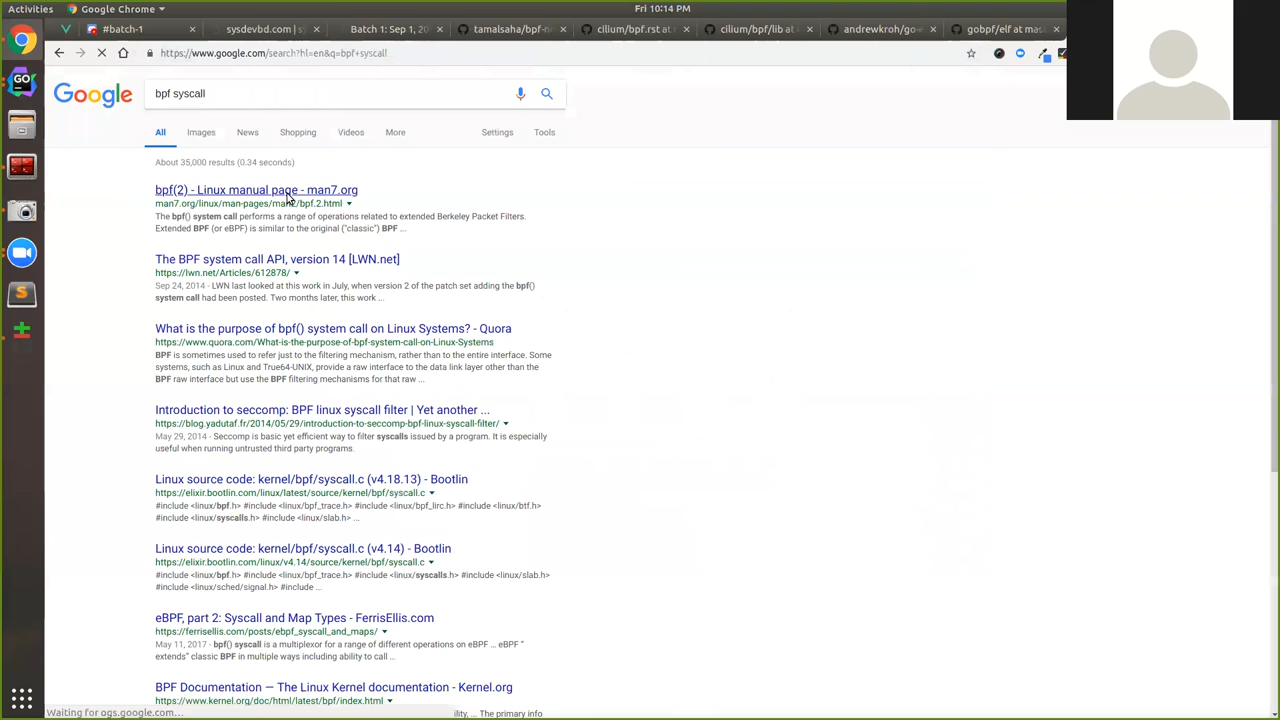 Activities Google Chrome Fri 10:14 PM
#batch-1 sysdevbd.com | sy Batch 1: Sep 1, 20 tamalsaha/bpf-n cilium/bpf.rst at m cilium/bpf/lib at andrewkroh/go- gobpf/elf at mas
https://www.google.com/search?hl=en&q=bpf+syscall
Google bpf syscall
All Images News Shopping Videos More Settings Tools
About 35,000 results (0.34 seconds)
bpf(2) - Linux manual page - man7.org
man7.org/linux/man-pages/man2/bpf.2.html
The bpf() system call performs a range of operations related to extended Berkeley Packet Filters.
Extended BPF (or eBPF) is similar to the original ("classic") BPF ...
The BPF system call API, version 14 [LWN.net]
https://lwn.net/Articles/612878/
Sep 24, 2014 - LWN last looked at this work in July, when version 2 of the patch set adding the bpf()
system call had been posted. Two months later, this work ...
What is the purpose of bpf() system call on Linux Systems? - Quora
https://www.quora.com/What-is-the-purpose-of-bpf-system-call-on-Linux-Systems
BPF is sometimes used to refer just to the filtering mechanism, rather than to the entire interface. Some
systems, such as Linux and Tru64-UNIX, provide a raw interface to the data link layer other than the
BPF raw interface but use the BPF filtering mechanisms for that raw ...
Introduction to seccomp: BPF linux syscall filter | Yet another ...
https://blog.yadutaf.fr/2014/05/29/introduction-to-seccomp-bpf-linux-syscall-filter/
May 29, 2014 - Seccomp is basic yet efficient way to filter syscalls issued by a program. It is especially
useful when running untrusted third party programs.
Linux source code: kernel/bpf/syscall.c (v4.18.13) - Bootlin
https://elixir.bootlin.com/linux/latest/source/kernel/bpf/syscall.c
#include <linux/bpf.h> #include <linux/bpf_trace.h> #include <linux/bpf_lirc.h> #include <linux/btf.h>
#include <linux/syscalls.h> #include <linux/slab.h> ...
Linux source code: kernel/bpf/syscall.c (v4.14) - Bootlin
https://elixir.bootlin.com/linux/v4.14/source/kernel/bpf/syscall.c
#include <linux/bpf.h> #include <linux/bpf_trace.h> #include <linux/syscalls.h> #include <linux/slab.h>
#include <linux/sched/signal.h> #include ...
eBPF, part 2: Syscall and Map Types - FerrisEllis.com
https://ferrisellis.com/posts/ebpf_syscall_and_maps/
May 11, 2017 - bpf() syscall is a multiplexor for a range of different operations on eBPF ... eBPF "
extends" classic BPF in multiple ways including ability to call ...
BPF Documentation — The Linux Kernel documentation - Kernel.org
https://www.kernel.org/doc/html/latest/bpf/index.html
Waiting for ogs.google.com... ility, ... The primary info